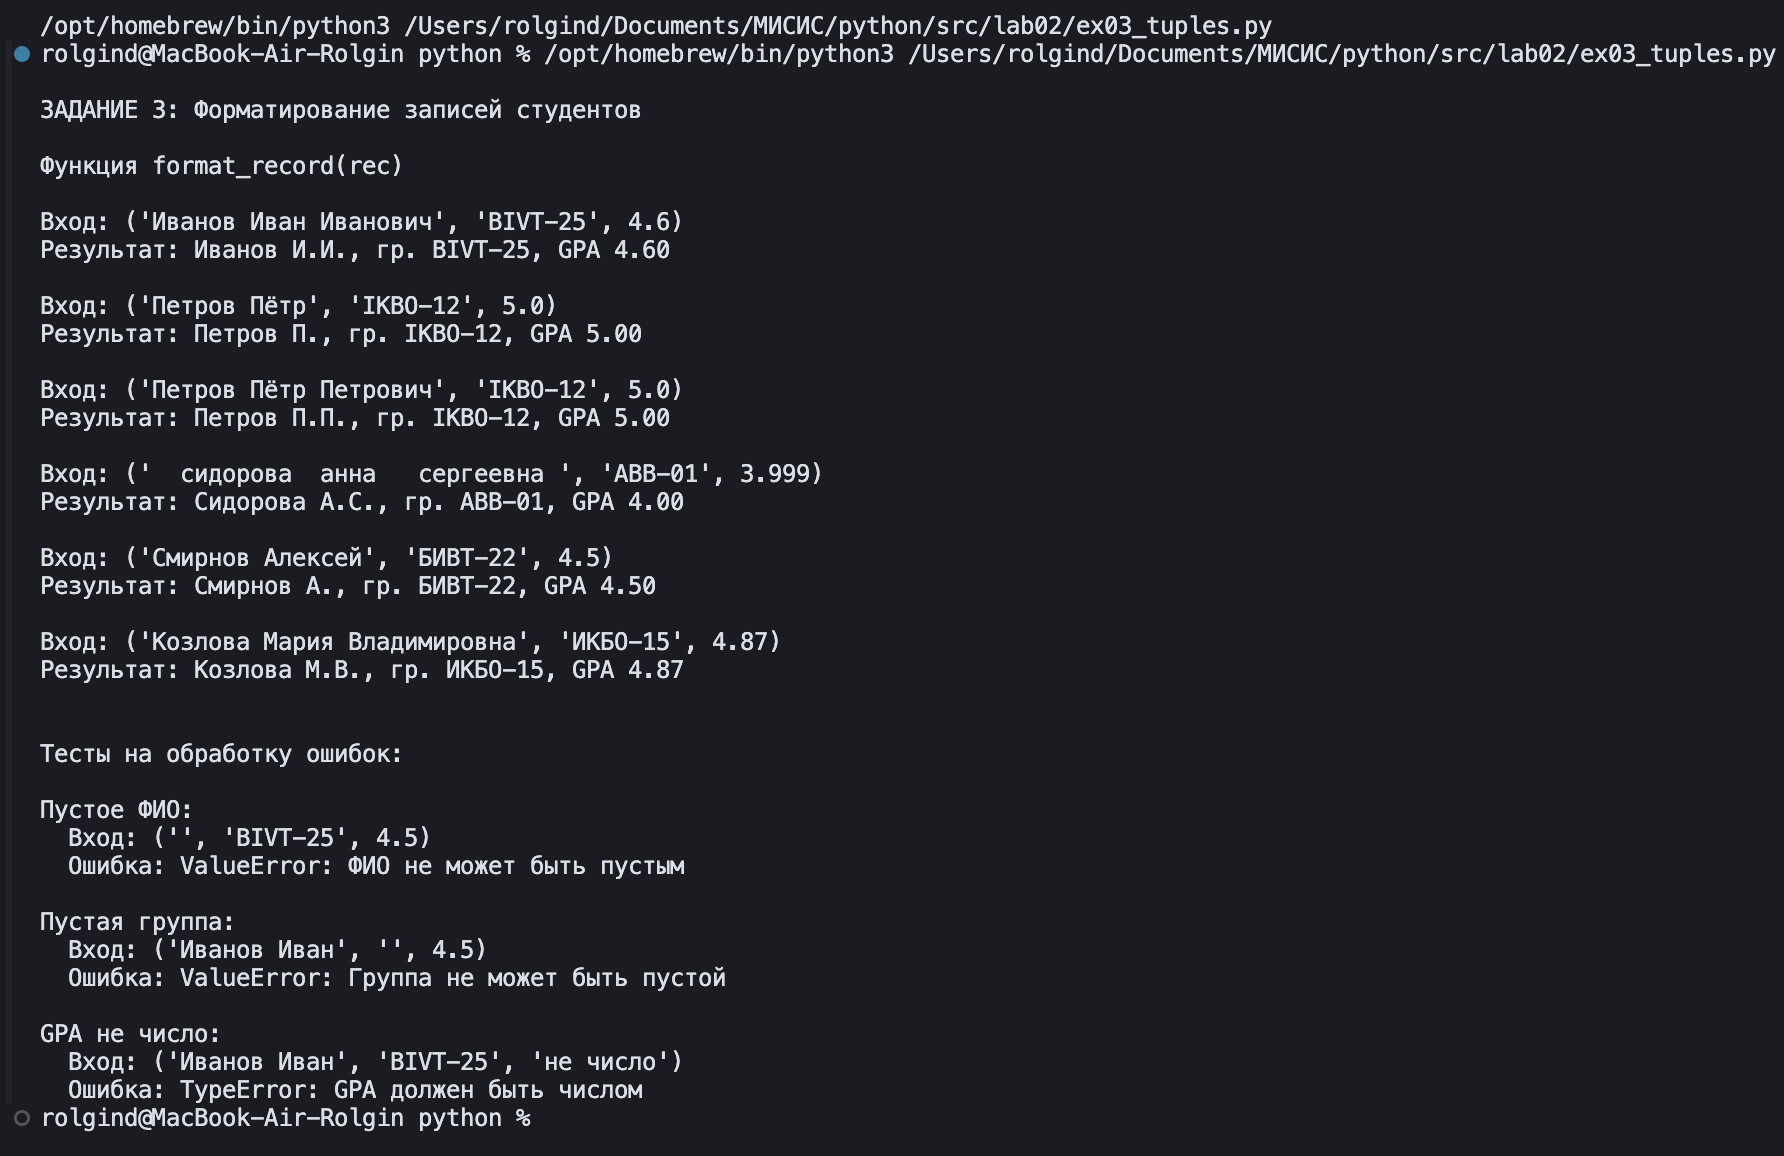 /opt/homebrew/bin/python3 /Users/rolgind/Documents/МИСИС/python/src/lab02/ex03_tuples.py
rolgind@MacBook-Air-Rolgin python % /opt/homebrew/bin/python3 /Users/rolgind/Documents/МИСИС/python/src/lab02/ex03_tuples.py
ЗАДАНИЕ 3: Форматирование записей студентов
Функция format_record(rec)
Вход: ('Иванов Иван Иванович', 'BIVT-25', 4.6)
Результат: Иванов И.И., гр. BIVT-25, GPA 4.60
Вход: ('Петров Пётр', 'IKBO-12', 5.0)
Результат: Петров П., гр. IKBO-12, GPA 5.00
Вход: ('Петров Пётр Петрович', 'IKBO-12', 5.0)
Результат: Петров П.П., гр. IKBO-12, GPA 5.00
Вход: ('  сидорова  анна   сергеевна ', 'ABB-01', 3.999)
Результат: Сидорова А.С., гр. ABB-01, GPA 4.00
Вход: ('Смирнов Алексей', 'БИВТ-22', 4.5)
Результат: Смирнов А., гр. БИВТ-22, GPA 4.50
Вход: ('Козлова Мария Владимировна', 'ИКБО-15', 4.87)
Результат: Козлова М.В., гр. ИКБО-15, GPA 4.87
Тесты на обработку ошибок:
Пустое ФИО:
  Вход: ('', 'BIVT-25', 4.5)
  Ошибка: ValueError: ФИО не может быть пустым
Пустая группа:
  Вход: ('Иванов Иван', '', 4.5)
  Ошибка: ValueError: Группа не может быть пустой
GPA не число:
  Вход: ('Иванов Иван', 'BIVT-25', 'не число')
  Ошибка: TypeError: GPA должен быть числом
rolgind@MacBook-Air-Rolgin python %